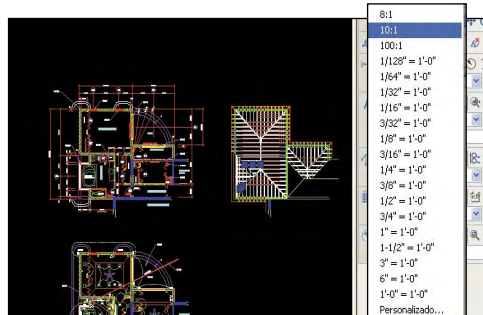 8:1
10:1
100:1
1/128" = 1'-0"
1/64" = 1'-0"
1/32" = 1'-0"
1/16" = 1'-0"
3/32" = 1'-0"
1/8" = 1'-0"
3/16" = 1'-0"
1/4" = 1'-0"
3/8" = 1'-0"
1/2" = 1'-0"
3/4" = 1'-0"
1" = 1'-0"
1-1/2" = 1'-0"
3" = 1'-0"
6" = 1'-0"
1'-0" = 1'-0"
Personalizado...